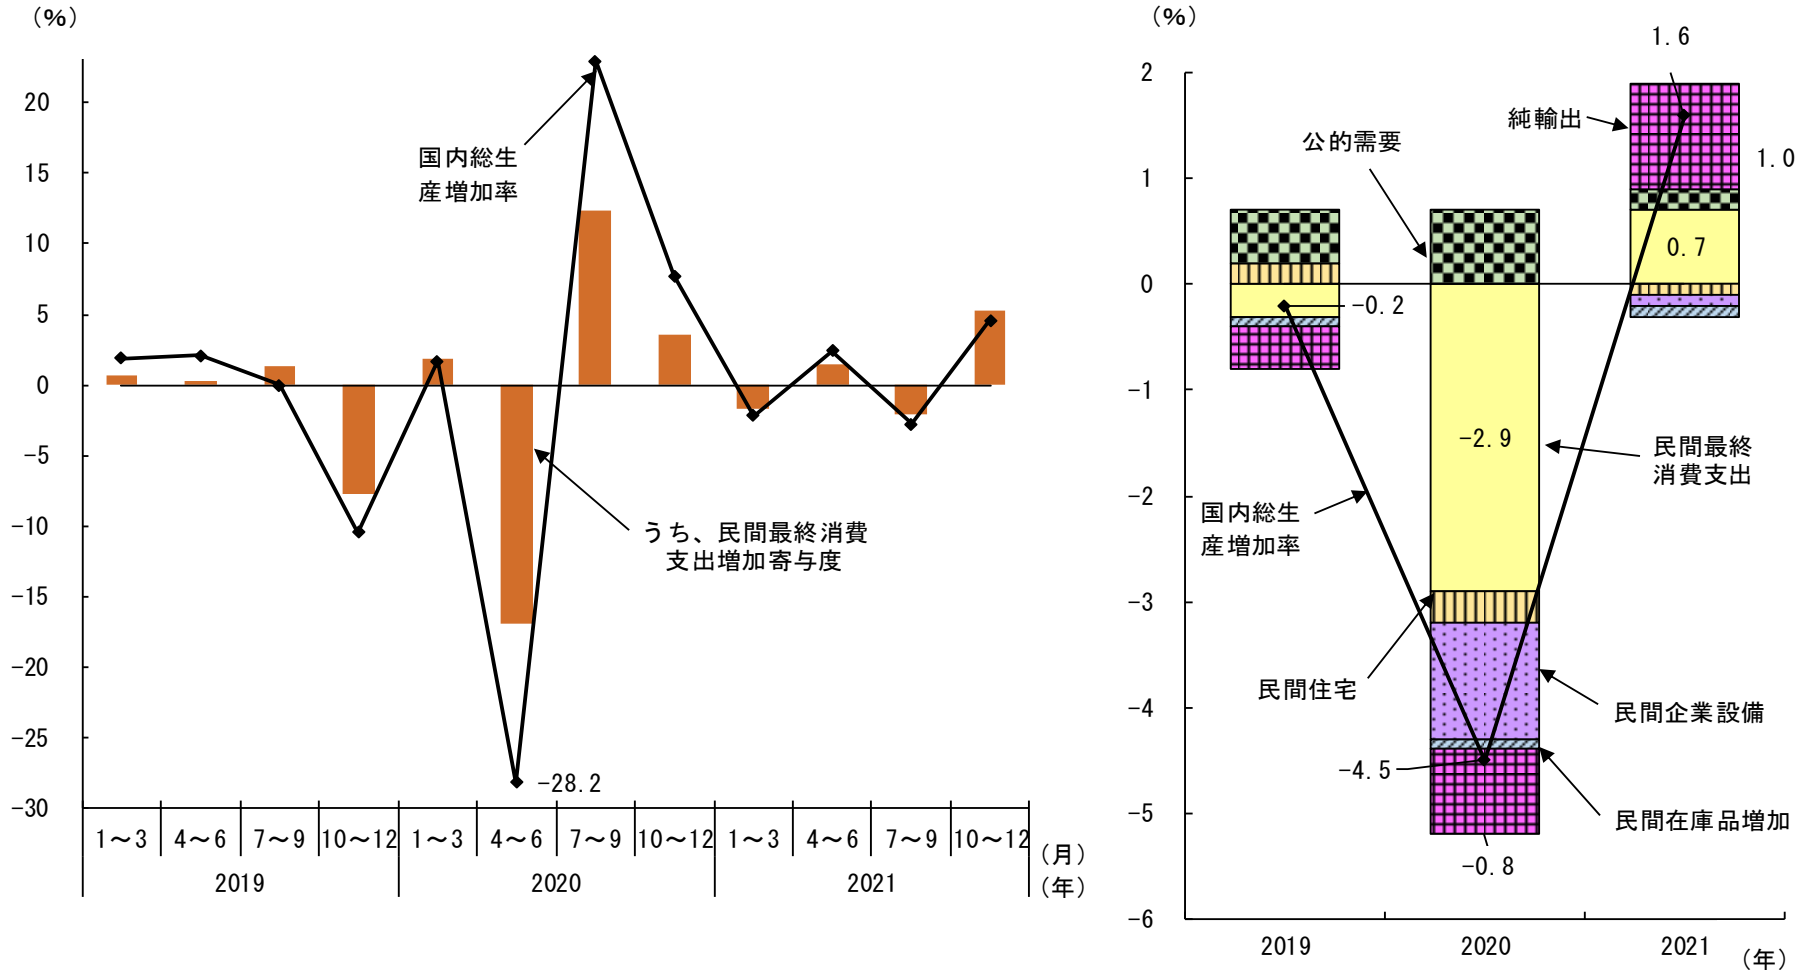 （%）
20
15
10
5
0
-5
-10
-15
-20
-25
-30
国内総生
産増加率
うち、民間最終消費
支出増加寄与度
-28.2
1～3 4～6 7～9 10～12 1～3 4～6 7～9 10～12 1～3 4～6 7～9 10～12
（月）
2019 2020 2021
（年）
（%）
2
1
0
-1
-2
-3
-4
-5
-6
1.6
純輸出
公的需要
1.0
0.7
-0.2
-2.9
民間最終
消費支出
国内総生
産増加率
民間住宅
民間企業設備
-4.5
民間在庫品増加
-0.8
2019 2020 2021
（年）